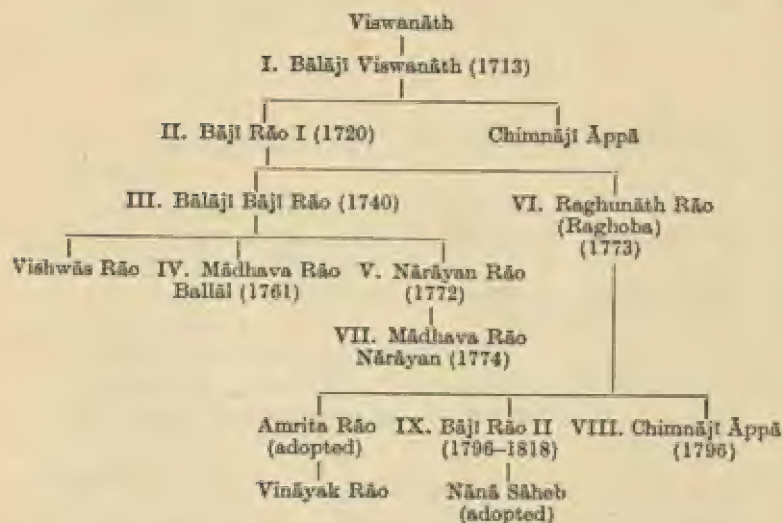 Viswanāth
I. Bālājī Viswanāth (1713)
II. Bājī Rāo I (1720) Chimnājī Āppā
III. Bālājī Bājī Rāo (1740) VI. Raghunāth Rāo
(Raghoba)
(1773)
Vishwās Rāo IV. Mādhava Rāo V. Nārāyan Rāo
Ballāl (1761) (1772)
VII. Mādhava Rāo
Nārāyan (1774)
Amrita Rāo IX. Bājī Rāo II VIII. Chimnājī Āppā
(adopted) (1796–1818) (1796)
Vināyak Rāo Nānā Sāheb
(adopted)